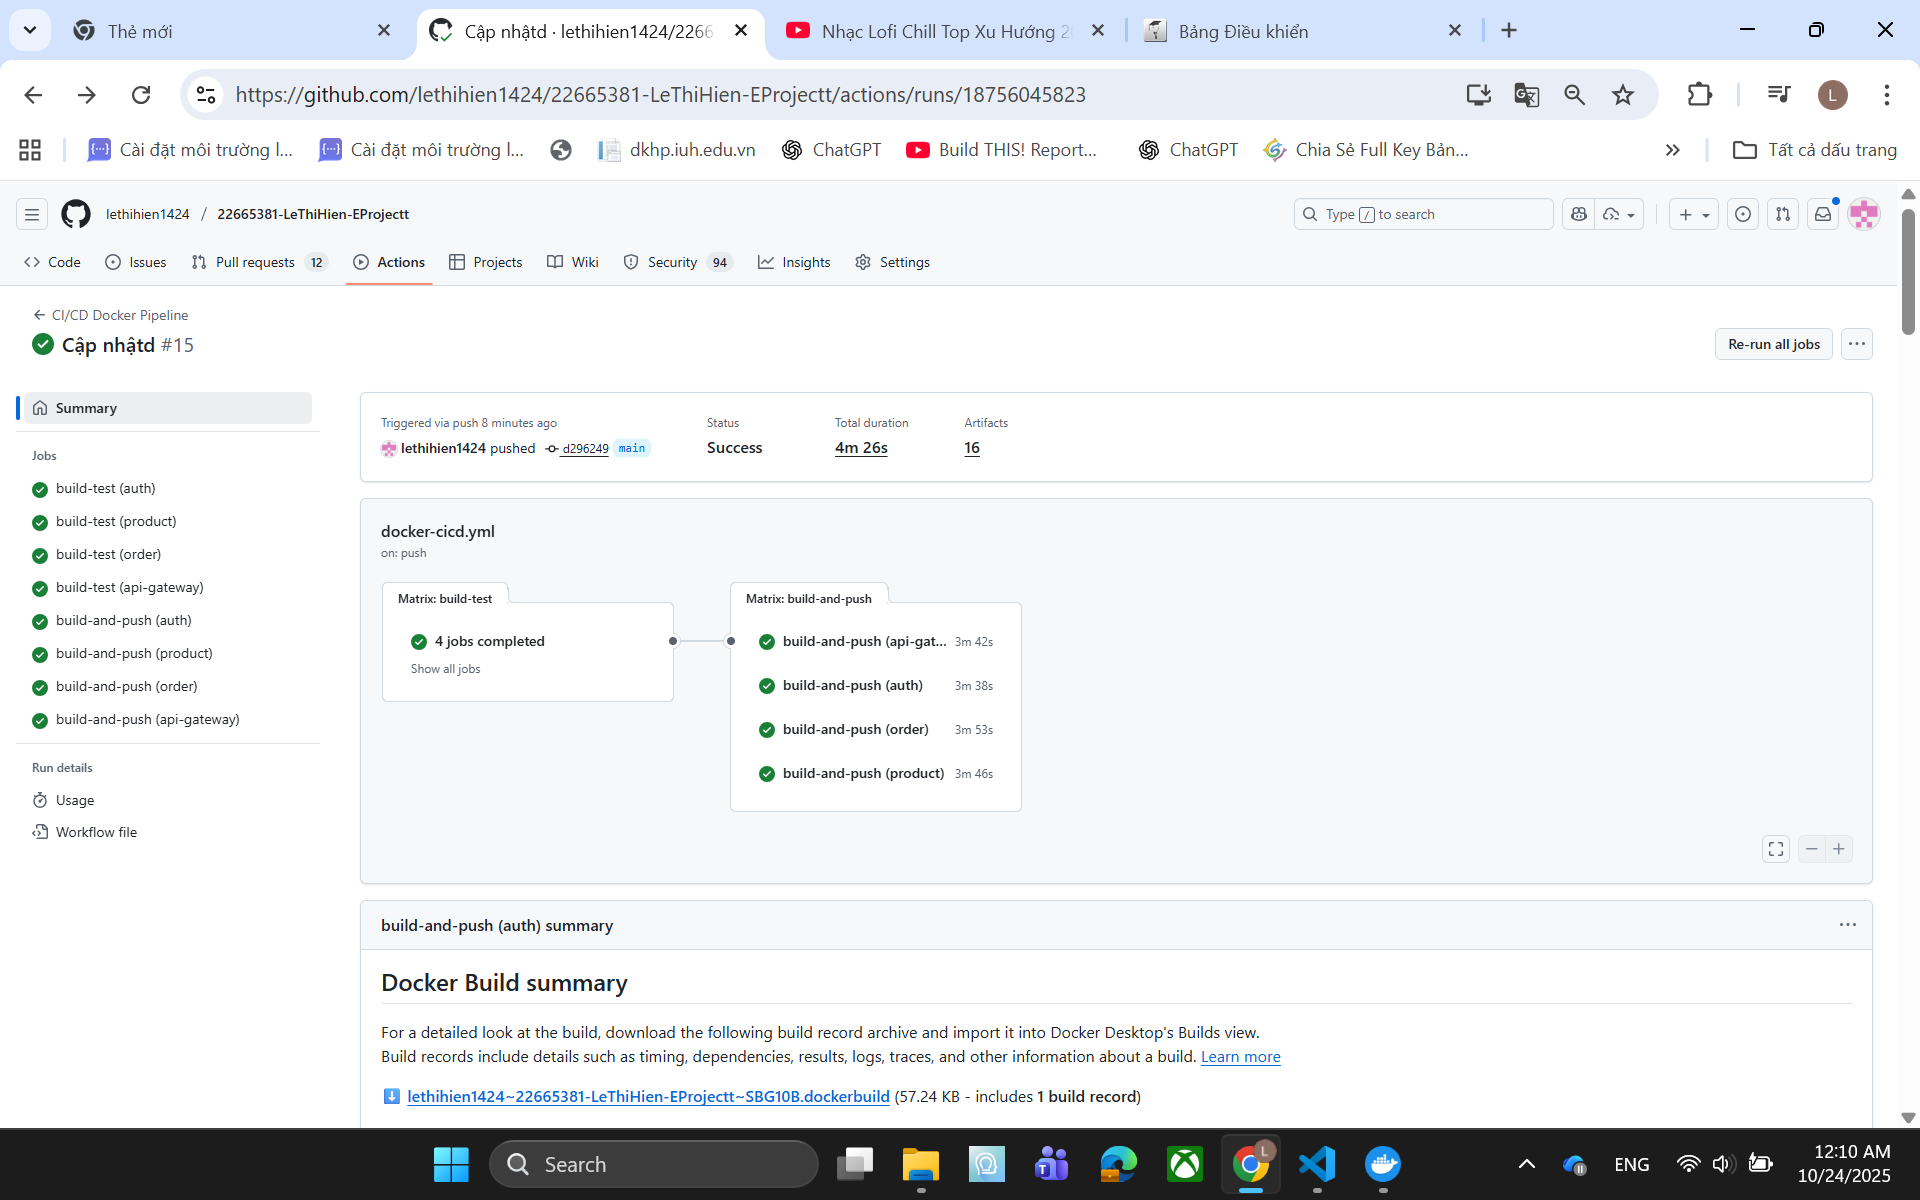 Thẻ mới
Cập nhậtd · lethihien1424/2266
Nhạc Lofi Chill Top Xu Hướng 2
Bảng Điều khiển
https://github.com/lethihien1424/22665381-LeThiHien-EProjectt/actions/runs/18756045823
L
Cài đặt môi trường l...
Cài đặt môi trường l...
dkhp.iuh.edu.vn
ChatGPT
Build THIS! Report...
ChatGPT
Chia Sẻ Full Key Bản...
Tất cả dấu trang
lethihien1424 / 22665381-LeThiHien-EProjectt
Type / to search
Code
Issues
Pull requests 12
Actions
Projects
Wiki
Security 94
Insights
Settings
CI/CD Docker Pipeline
Cập nhậtd #15
Re-run all jobs
Summary
Jobs
build-test (auth)
build-test (product)
build-test (order)
build-test (api-gateway)
build-and-push (auth)
build-and-push (product)
build-and-push (order)
build-and-push (api-gateway)
Run details
Usage
Workflow file
Triggered via push 8 minutes ago
lethihien1424 pushed d296249 main
Status
Success
Total duration
4m 26s
Artifacts
16
docker-cicd.yml
on: push
Matrix: build-test
4 jobs completed
Show all jobs
Matrix: build-and-push
build-and-push (api-gat... 3m 42s
build-and-push (auth) 3m 38s
build-and-push (order) 3m 53s
build-and-push (product) 3m 46s
build-and-push (auth) summary
Docker Build summary
For a detailed look at the build, download the following build record archive and import it into Docker Desktop's Builds view.
Build records include details such as timing, dependencies, results, logs, traces, and other information about a build. Learn more
lethihien1424~22665381-LeThiHien-EProjectt~SBG10B.dockerbuild (57.24 KB - includes 1 build record)
Search
L
ENG
12:10 AM
10/24/2025